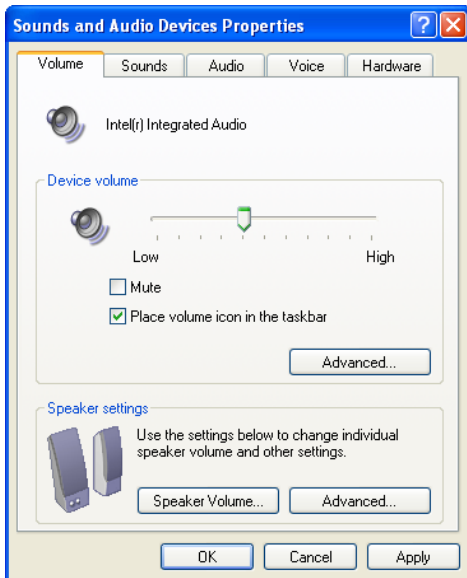 Sounds and Audio Devices Properties
Volume Sounds Audio Voice Hardware
Intel(r) Integrated Audio
Device volume
Low High
Mute
Place volume icon in the taskbar
Advanced...
Speaker settings
Use the settings below to change individual
speaker volume and other settings.
Speaker Volume... Advanced...
OK Cancel Apply